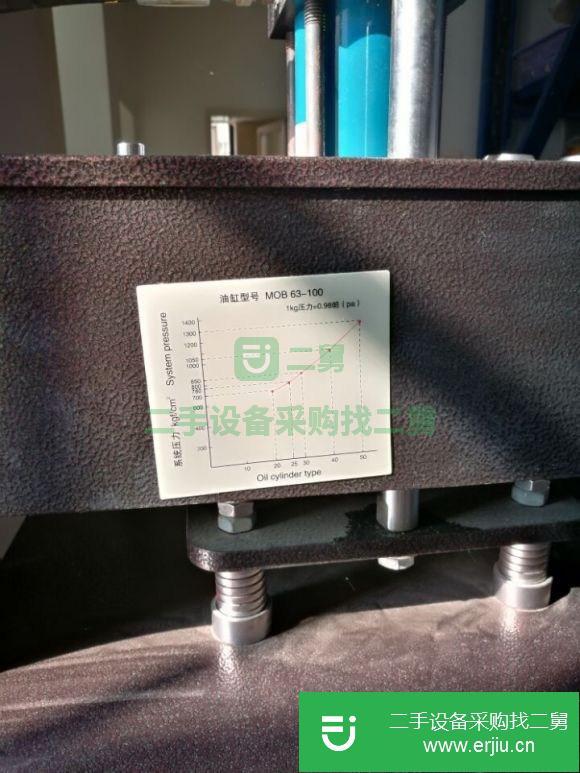 油缸型号 MOB 63-100
1kg压力=0.98帕(pa)
系统压力 kgf/cm² System pressure
1400
1300
1200
1050
1000
850
800
700
600
400
200
10 20 25 30 40 50
Oil cylinder type
二舅
二手设备采购找二舅
二手设备采购找二舅
www.erjiu.cn